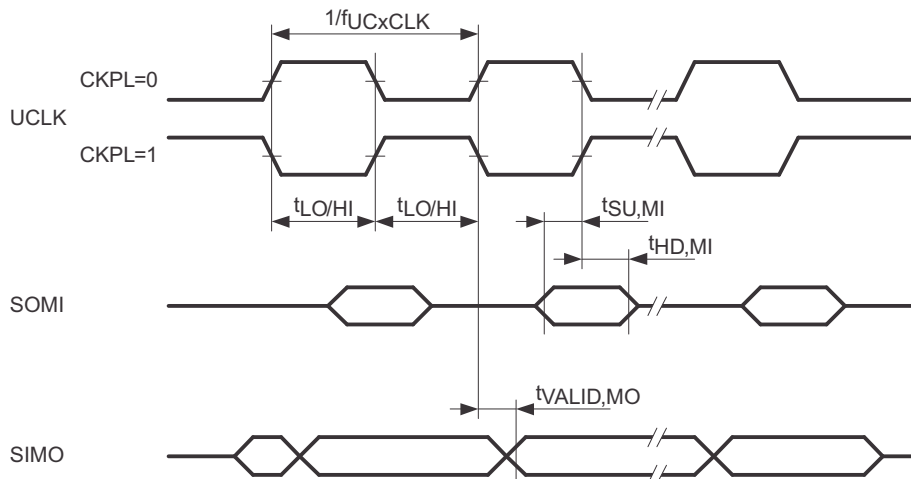 1/fUCxCLK
CKPL=0
UCLK
CKPL=1
tLO/HI tLO/HI tSU,MI
tHD,MI
SOMI
tVALID,MO
SIMO